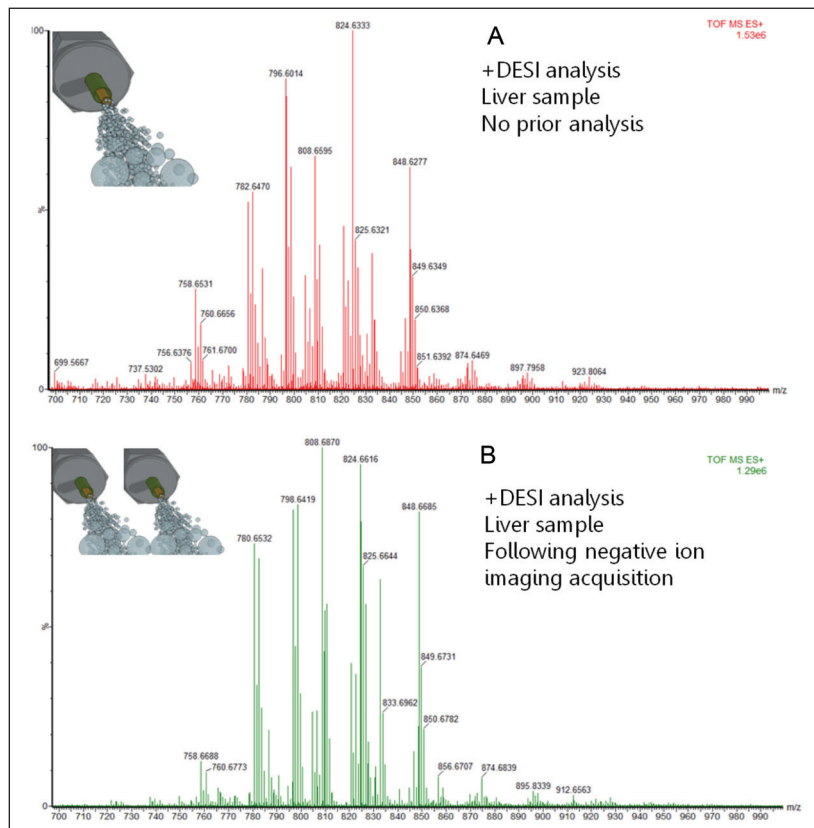 A
TOF MS ES+
1.53e6
+DESI analysis
Liver sample
No prior analysis
100
%
0
824.6333
796.6014
808.6595
848.6277
782.6470
825.6321
849.6349
758.6531
760.6656
850.6368
756.6376
761.6700
851.6392
874.6469
699.5667
737.5302
897.7958
923.8064
700 710 720 730 740 750 760 770 780 790 800 810 820 830 840 850 860 870 880 890 900 910 920 930 940 950 960 970 980 990
m/z
B
TOF MS ES+
1.29e6
+DESI analysis
Liver sample
Following negative ion
imaging acquisition
100
%
0
808.6870
824.6616
798.6419
848.6685
780.6532
825.6644
849.6731
833.6962
850.6782
758.6688
760.6773
856.6707
874.6839
895.8339
912.6563
700 710 720 730 740 750 760 770 780 790 800 810 820 830 840 850 860 870 880 890 900 910 920 930 940 950 960 970 980 990
m/z